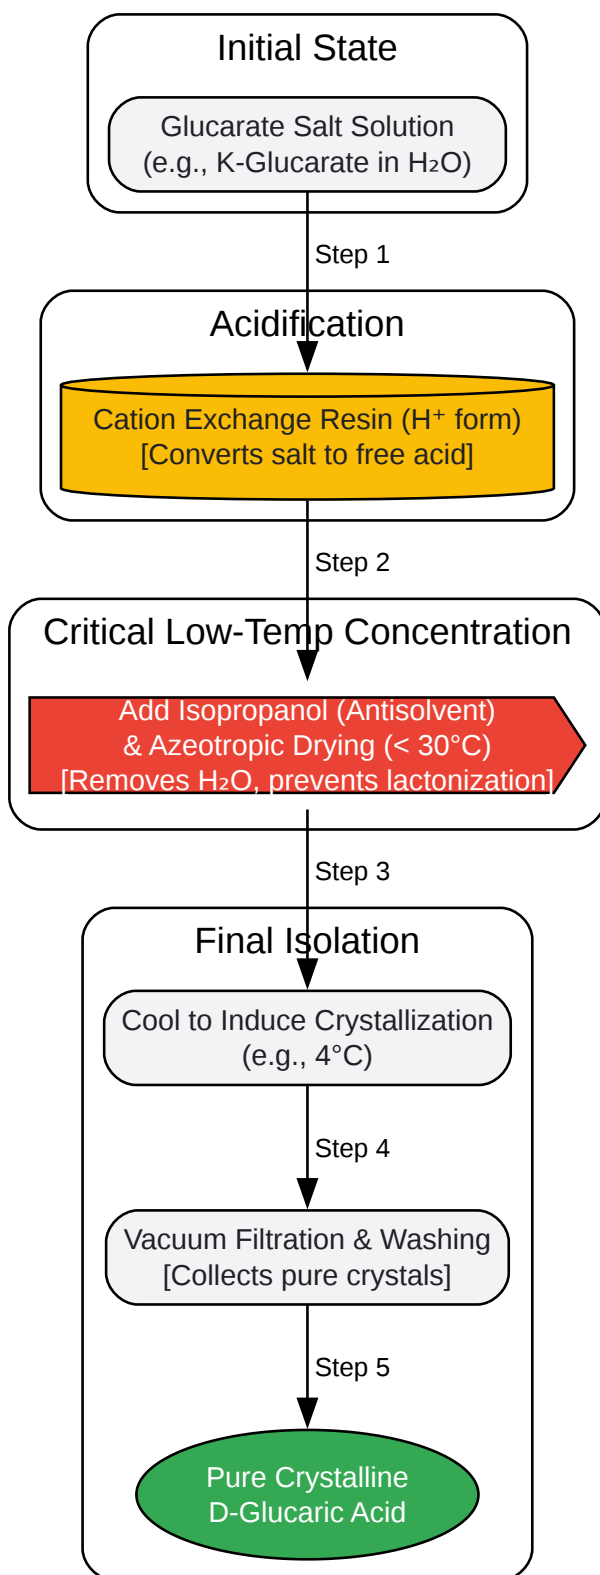 Initial State
Glucarate Salt Solution
(e.g., K-Glucarate in H₂O)
Step 1
Acidification
Cation Exchange Resin (H⁺ form)
[Converts salt to free acid]
Step 2
Critical Low-Temp Concentration
Add Isopropanol (Antisolvent)
& Azeotropic Drying (< 30°C)
[Removes H₂O, prevents lactonization]
Step 3
Final Isolation
Cool to Induce Crystallization
(e.g., 4°C)
Step 4
Vacuum Filtration & Washing
[Collects pure crystals]
Step 5
Pure Crystalline
D-Glucaric Acid